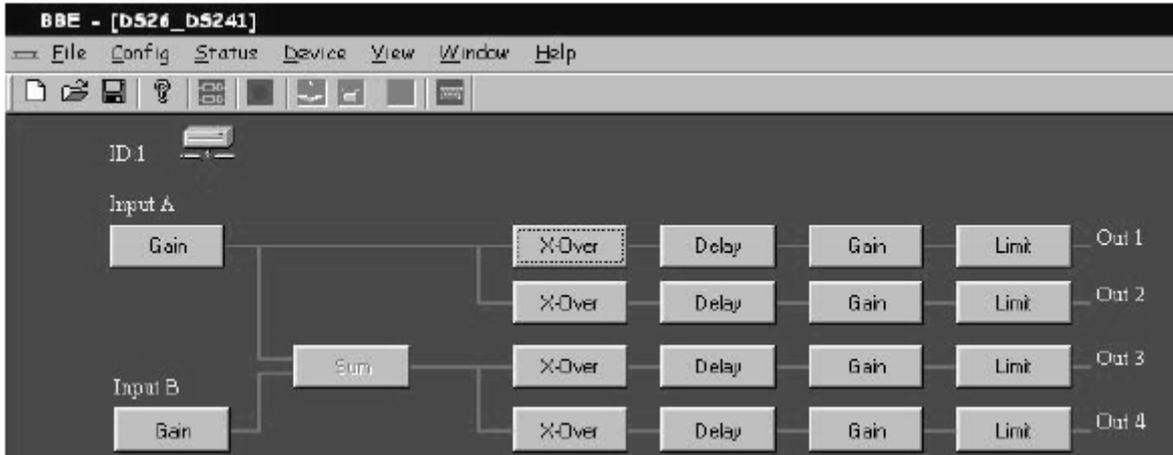 BBE - [DS26_DS241]
File Config Status Device View Window Help
ID:1
Input A
Gain X-Over Delay Gain Limit Out 1
X-Over Delay Gain Limit Out 2
Sum X-Over Delay Gain Limit Out 3
Input B
Gain X-Over Delay Gain Limit Out 4